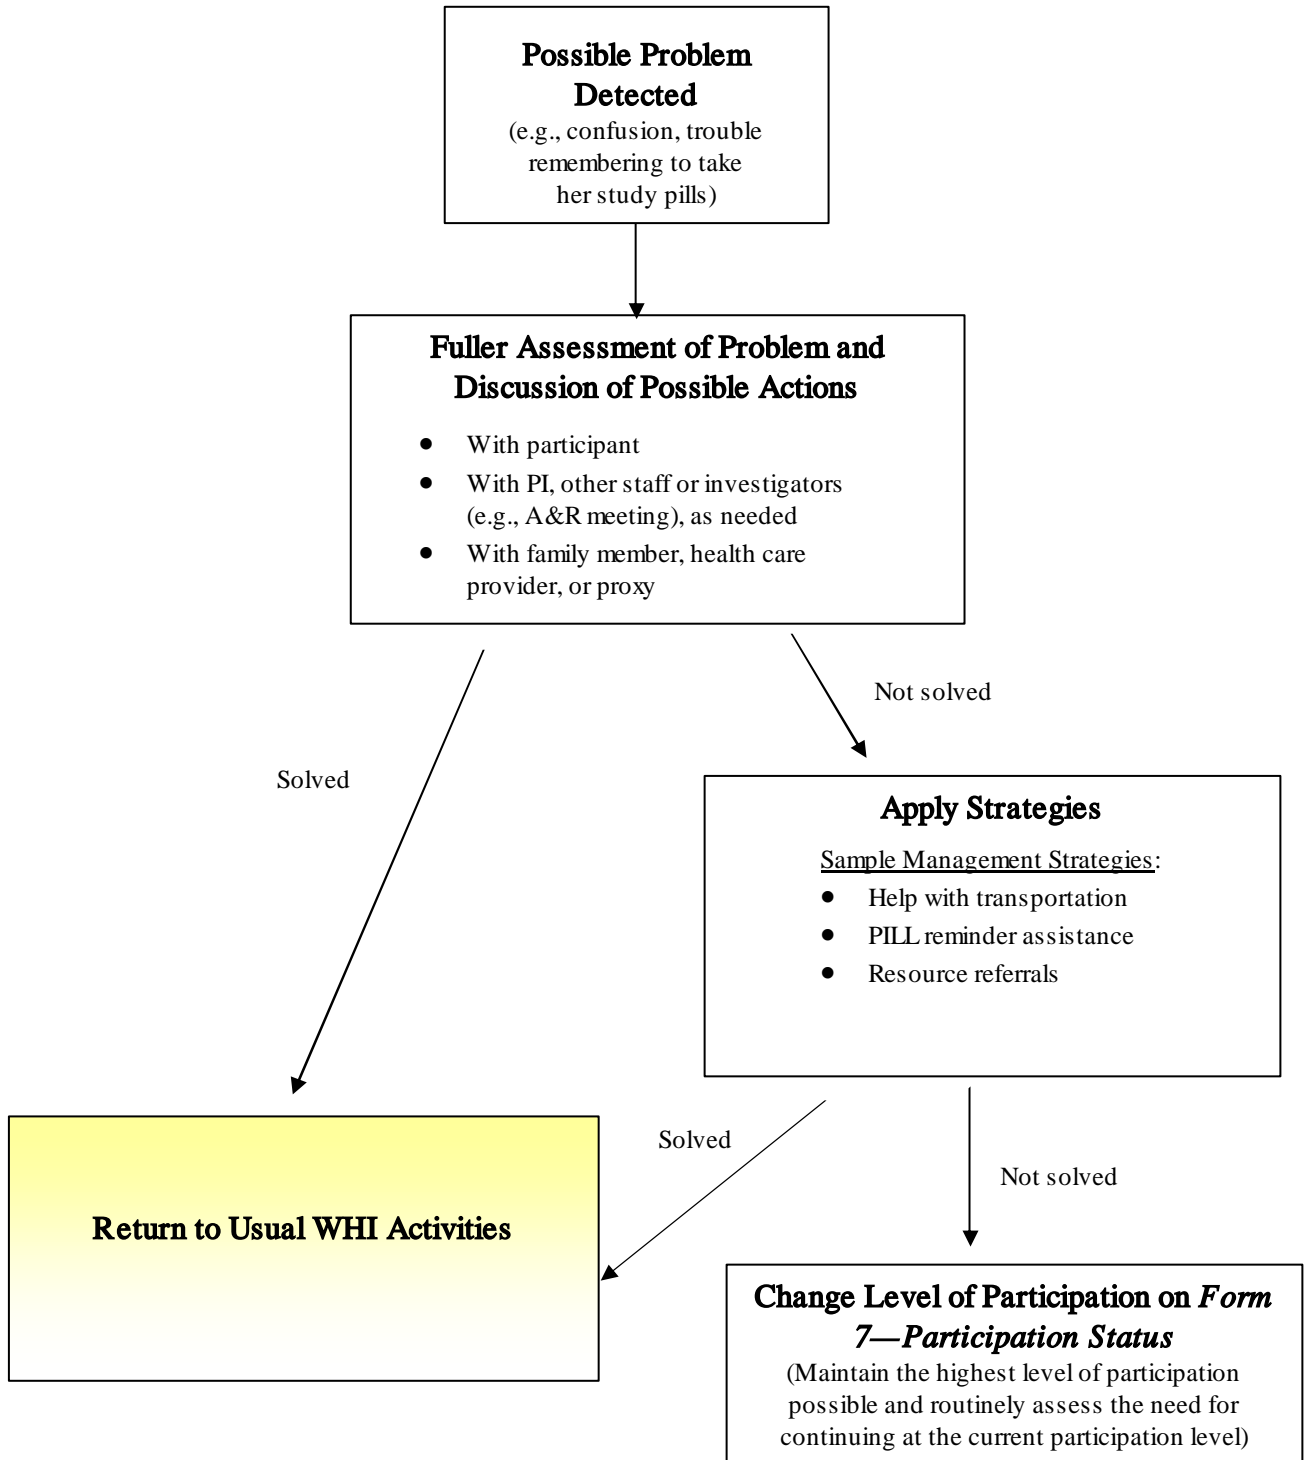 Possible Problem
Detected
(e.g., confusion, trouble
remembering to take
her study pills)
Fuller Assessment of Problem and
Discussion of Possible Actions
● With participant
● With PI, other staff or investigators
(e.g., A&R meeting), as needed
● With family member, health care
provider, or proxy
Not solved
Solved
Apply Strategies
Sample Management Strategies:
● Help with transportation
● PILL reminder assistance
● Resource referrals
Solved
Not solved
Return to Usual WHI Activities
Change Level of Participation on Form
7—Participation Status
(Maintain the highest level of participation
possible and routinely assess the need for
continuing at the current participation level)